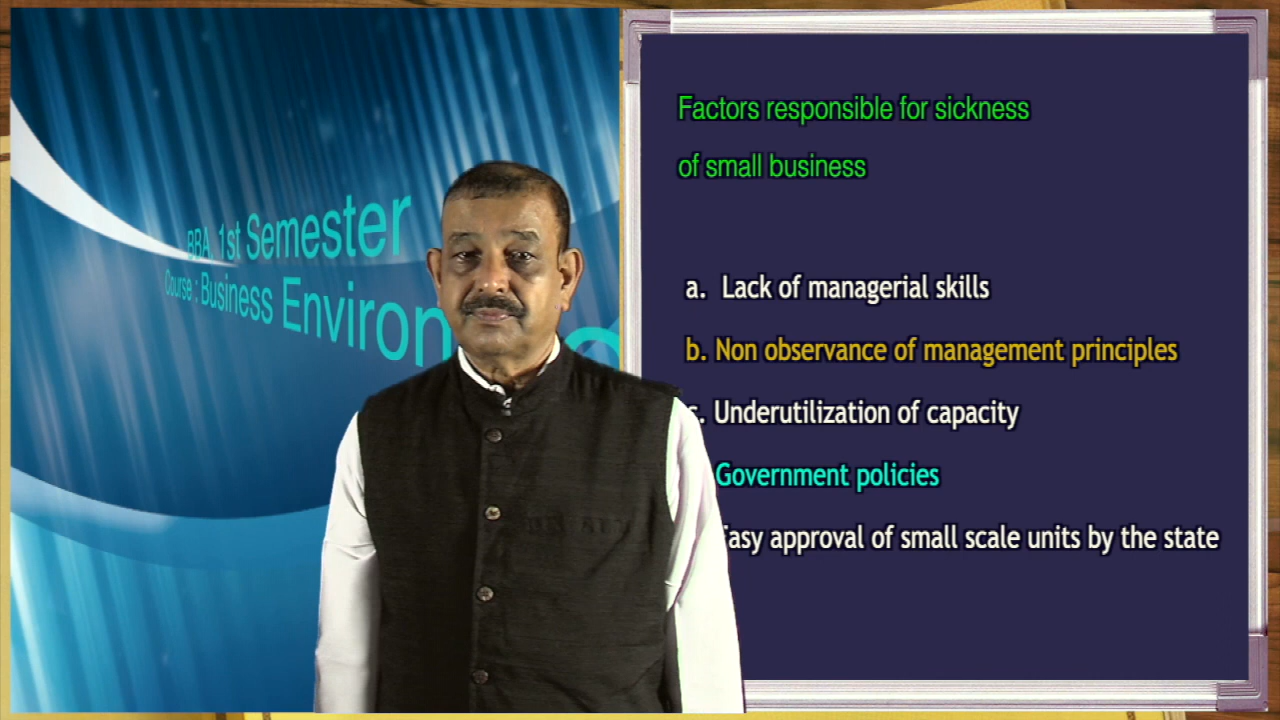 BBA. 1st Semester
Course : Business Environ
Factors responsible for sickness
of small business
a. Lack of managerial skills
b. Non observance of management principles
c. Underutilization of capacity
Government policies
Easy approval of small scale units by the state